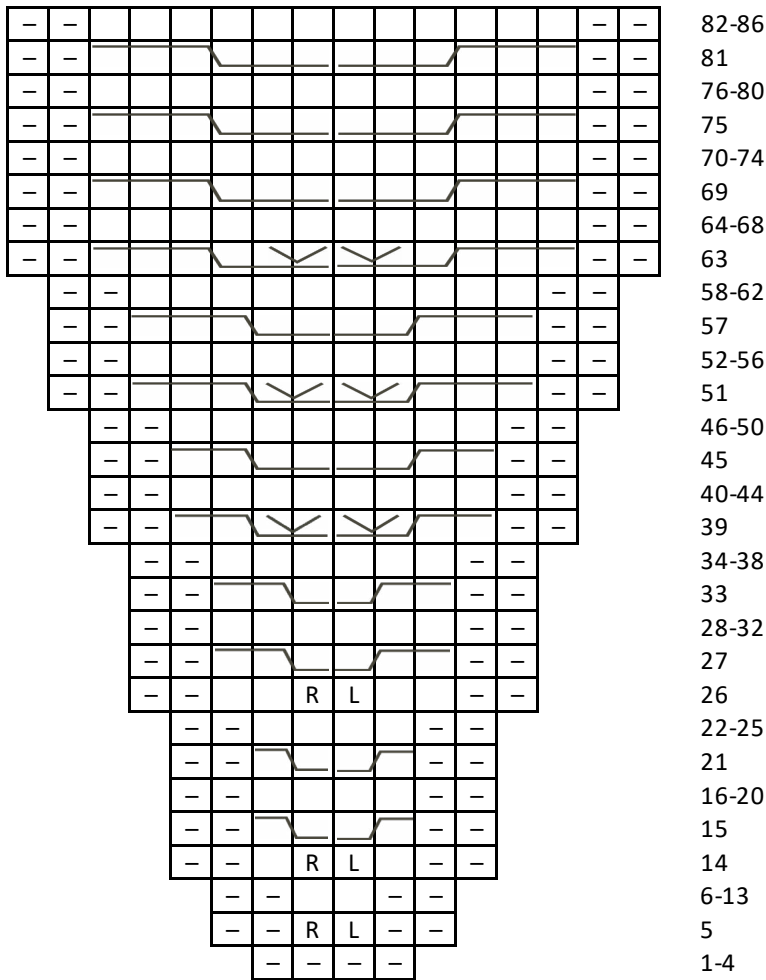 – – – – 82-86
– – – – 81
– – – – 76-80
– – – – 75
– – – – 70-74
– – – – 69
– – – – 64-68
– – – – 63
– – – – 58-62
– – – – 57
– – – – 52-56
– – – – 51
– – – – 46-50
– – – – 45
– – – – 40-44
– – – – 39
– – – – 34-38
– – – – 33
– – – – 28-32
– – – – 27
– – R L – – 26
– – – – 22-25
– – – – 21
– – – – 16-20
– – – – 15
– – R L – – 14
– – – – 6-13
– – R L – – 5
– – – – 1-4